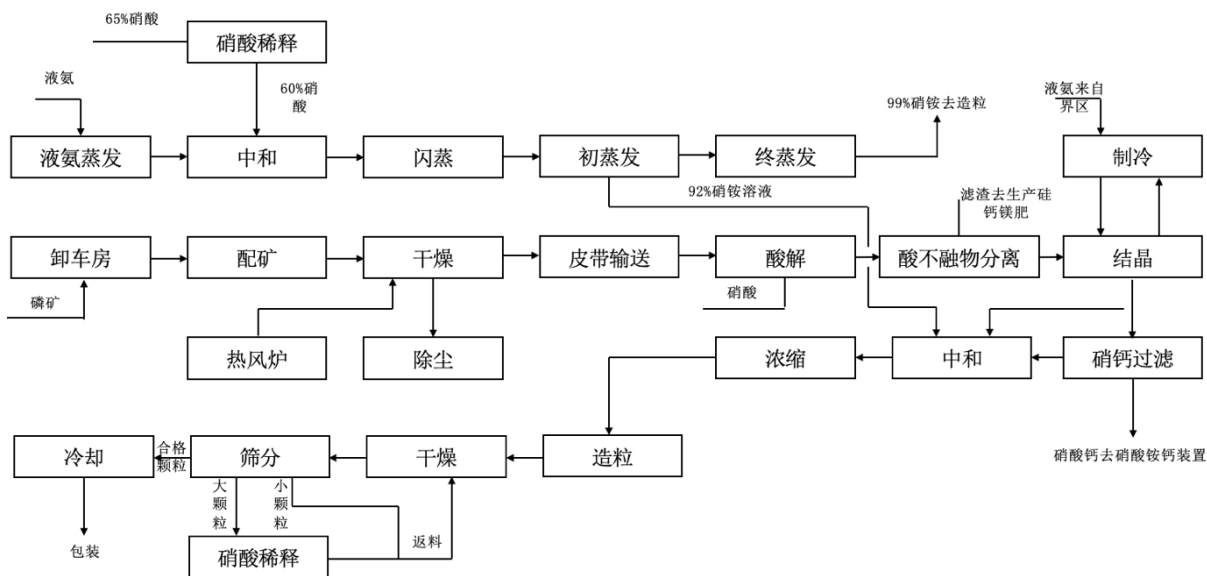 65%硝酸
硝酸稀释
液氨
60%硝
酸
99%硝铵去造粒
液氨来自
界区
液氨蒸发
中和
闪蒸
初蒸发
终蒸发
制冷
92%硝铵溶液
滤渣去生产硅
钙镁肥
卸车房
配矿
干燥
皮带输送
酸解
酸不融物分离
结晶
磷矿
硝酸
热风炉
除尘
浓缩
中和
硝钙过滤
冷却
合格
颗粒
筛分
干燥
造粒
硝酸钙去硝酸铵钙装置
大
颗
粒
小
颗
粒
包装
硝酸稀释
返料